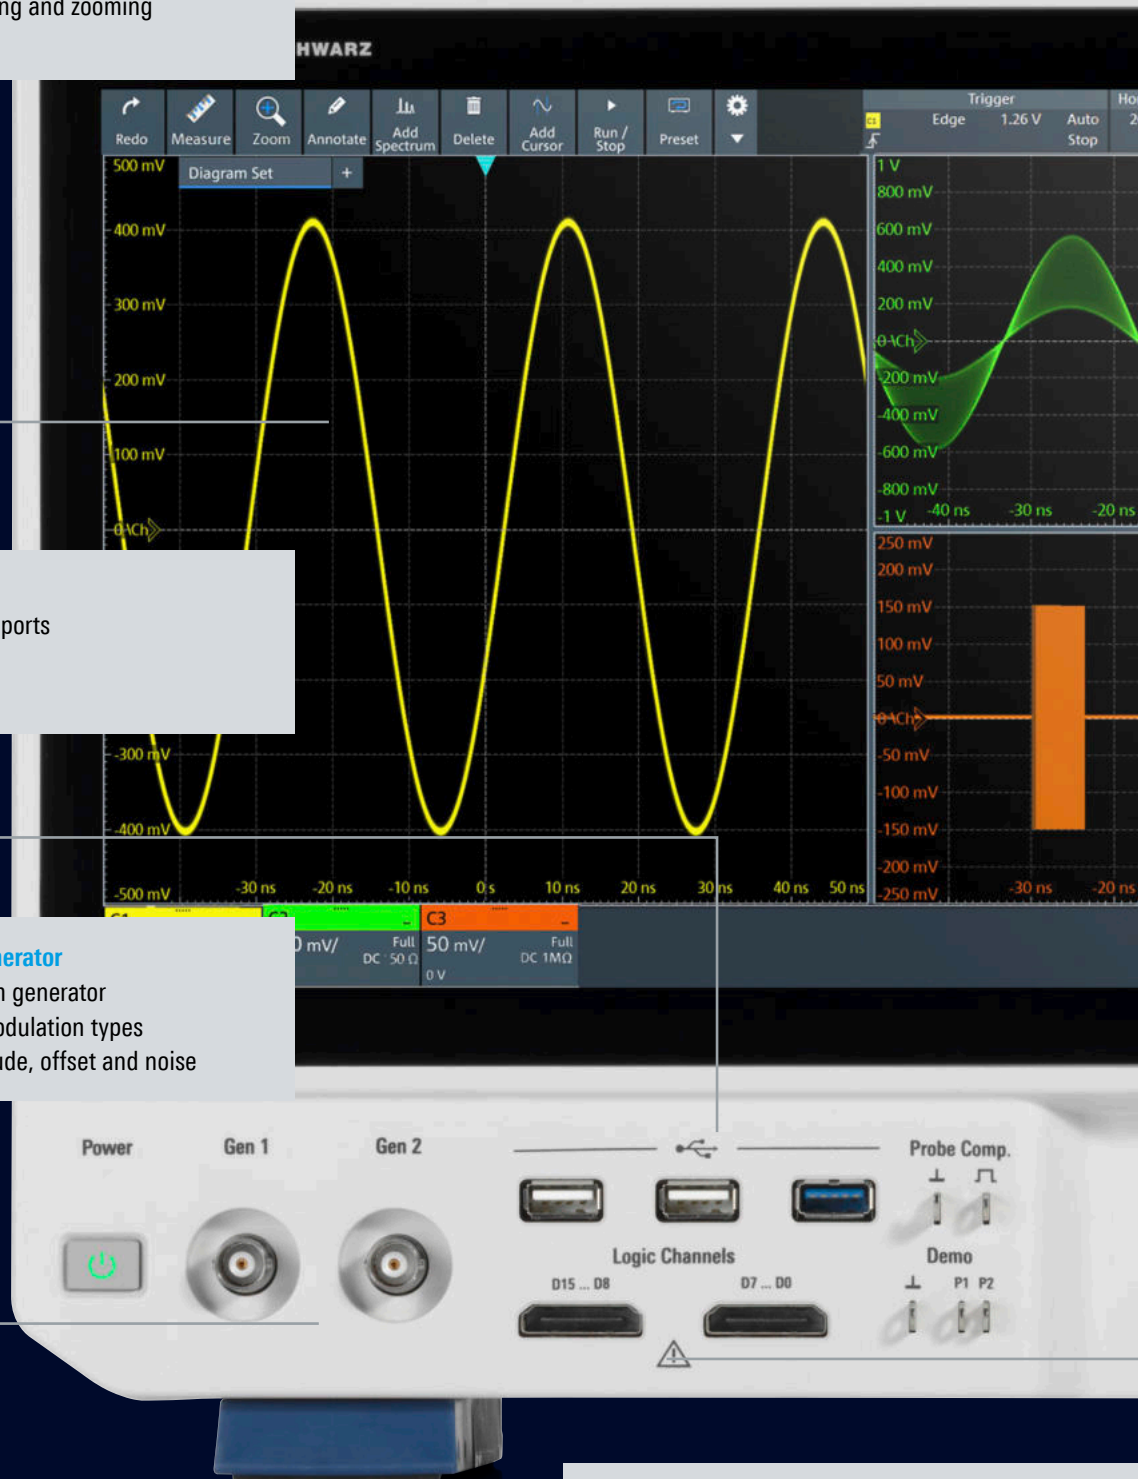 ng and zooming
HWARZ
Redo
Measure
Zoom
Annotate
Add Spectrum
Delete
Add Cursor
Run / Stop
Preset
Trigger
C1 Edge 1.26 V Auto
Stop
Diagram Set +
500 mV
400 mV
300 mV
200 mV
100 mV
-300 mV
-400 mV
-500 mV
-30 ns -20 ns -10 ns 0 s 10 ns 20 ns 30 ns 40 ns 50 ns
1 V
800 mV
600 mV
400 mV
200 mV
-200 mV
-400 mV
-600 mV
-800 mV
-1 V -40 ns -30 ns -20 ns
250 mV
200 mV
150 mV
100 mV
50 mV
-50 mV
-100 mV
-150 mV
-200 mV
-250 mV -30 ns -20 ns
ports
C3
mV/ Full
DC 50 Ω
50 mV/ Full
DC 1MΩ
0 V
erator
n generator
odulation types
ude, offset and noise
Power
Gen 1
Gen 2
Probe Comp.
Logic Channels
D15 ... D8
D7 ... D0
Demo
P1 P2